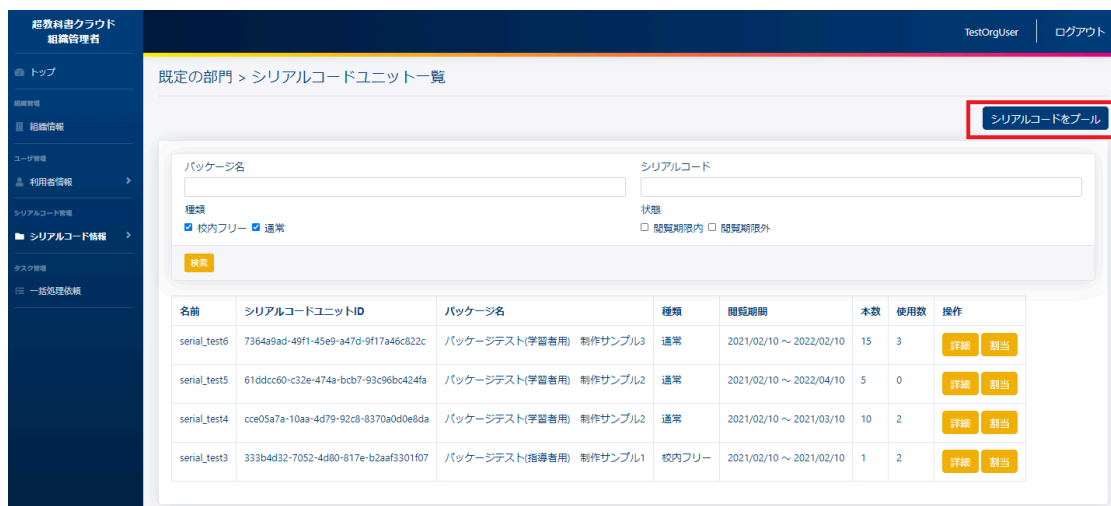 超教科書クラウド
組織管理者
TestOrgUser
ログアウト
トップ
既定の部門 > シリアルコードユニット一覧
組織管理
組織情報
シリアルコードをプール
ユーザ管理
利用者情報
シリアルコード管理
シリアルコード情報
タスク管理
一括処理依頼
パッケージ名
シリアルコード
種類
状態
校内フリー 通常
閲覧期限内 閲覧期限外
検索
名前 シリアルコードユニットID パッケージ名 種類 閲覧期間 本数 使用数 操作
serial_test6 7364a9ad-49f1-45e9-a47d-9f17a46c822c パッケージテスト(学習者用) 制作サンプル3 通常 2021/02/10 ～ 2022/02/10 15 3 詳細 割当
serial_test5 61ddcc60-c32e-474a-bcb7-93c96bc424fa パッケージテスト(学習者用) 制作サンプル2 通常 2021/02/10 ～ 2022/04/10 5 0 詳細 割当
serial_test4 cce05a7a-10aa-4d79-92c8-8370a0d0e8da パッケージテスト(学習者用) 制作サンプル2 通常 2021/02/10 ～ 2021/03/10 10 2 詳細 割当
serial_test3 333b4d32-7052-4d80-817e-b2aaf3301f07 パッケージテスト(指導者用) 制作サンプル1 校内フリー 2021/02/10 ～ 2021/02/10 1 2 詳細 割当